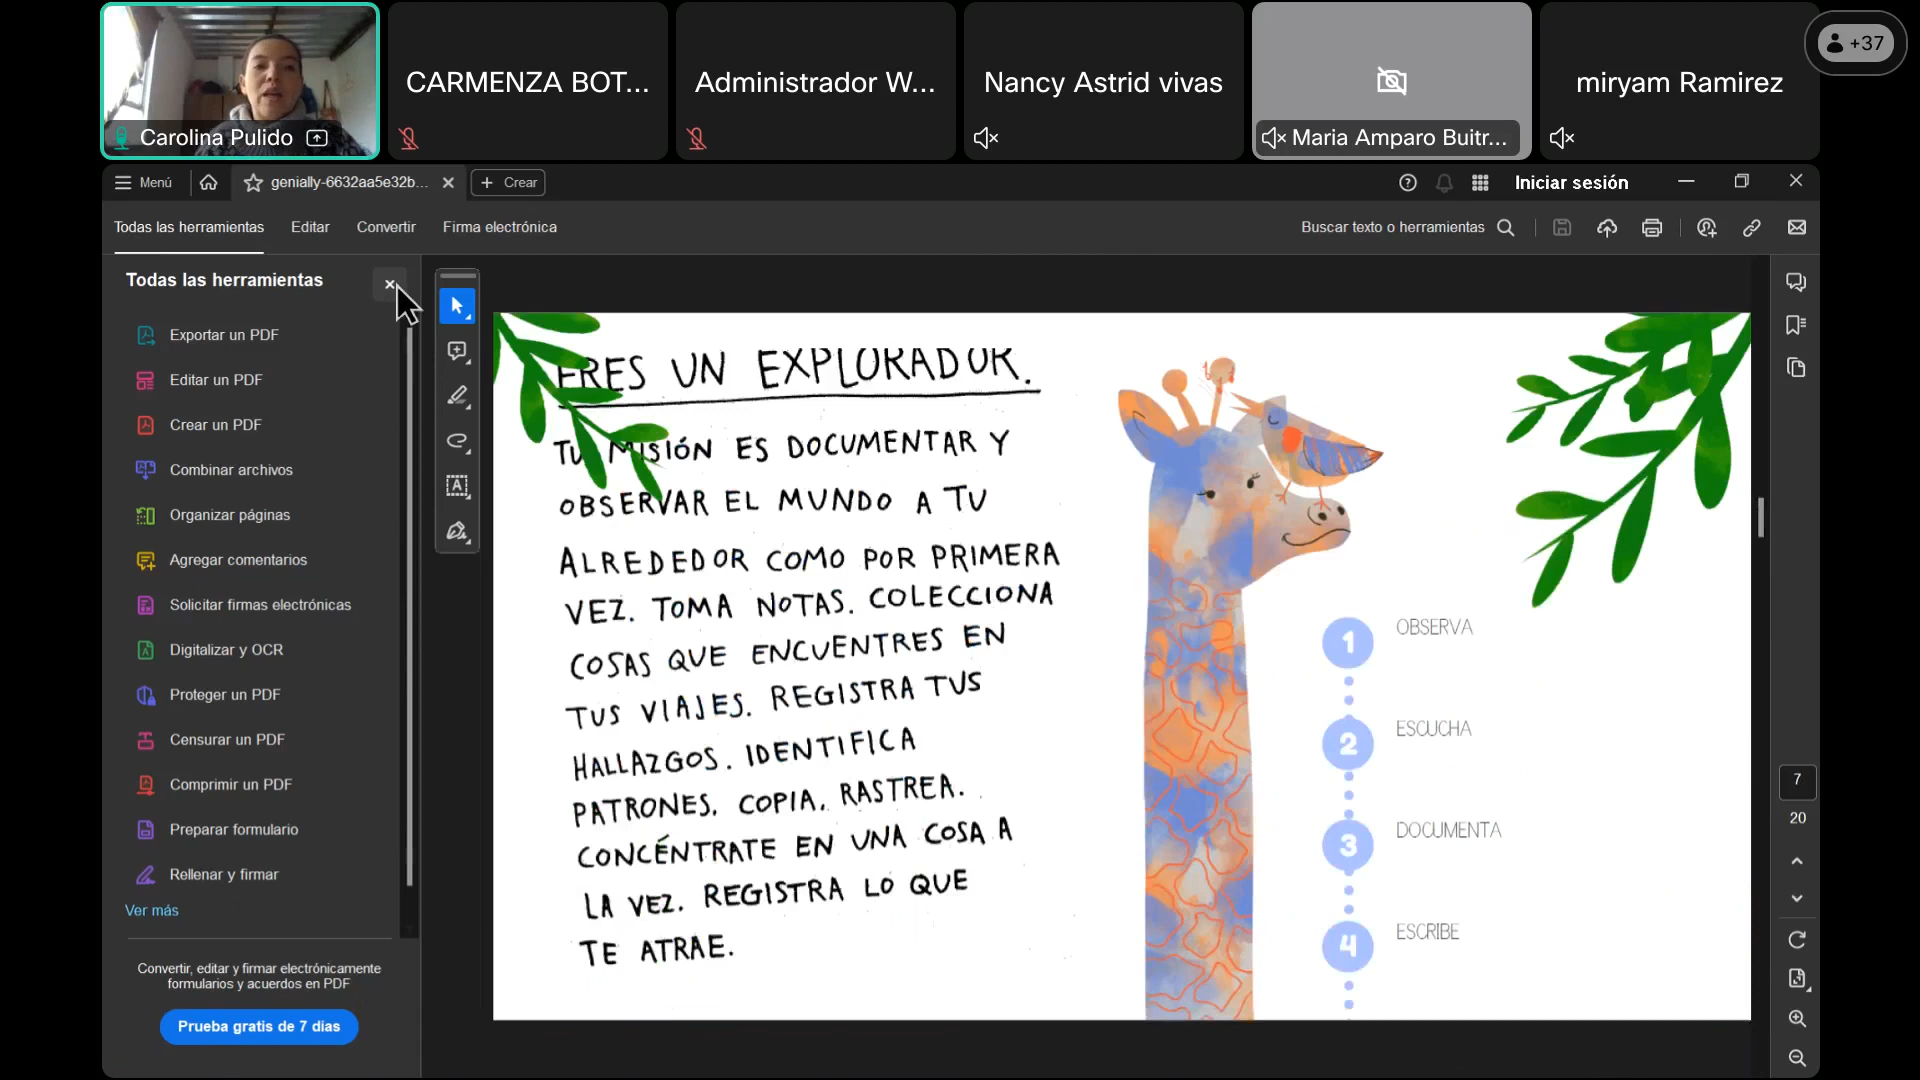 CARMENZA BOT...
Administrador W...
Nancy Astrid vivas
miryam Ramirez
+37
Carolina Pulido
Maria Amparo Buitr...
Menú
genially-6632aa5e32b...
Crear
Iniciar sesión
Todas las herramientas
Editar
Convertir
Firma electrónica
Buscar texto o herramientas
Todas las herramientas
Exportar un PDF
Editar un PDF
Crear un PDF
Combinar archivos
Organizar páginas
Agregar comentarios
Solicitar firmas electrónicas
Digitalizar y OCR
Proteger un PDF
Censurar un PDF
Comprimir un PDF
Preparar formulario
Rellenar y firmar
Ver más
Convertir, editar y firmar electrónicamente
formularios y acuerdos en PDF
Prueba gratis de 7 días
ERES UN EXPLORADOR.
TU MISIÓN ES DOCUMENTAR Y
OBSERVAR EL MUNDO A TU
ALREDEDOR COMO POR PRIMERA
VEZ. TOMA NOTAS. COLECCIONA
COSAS QUE ENCUENTRES EN
TUS VIAJES. REGISTRA TUS
HALLAZGOS. IDENTIFICA
PATRONES. COPIA. RASTREA.
CONCÉNTRATE EN UNA COSA A
LA VEZ. REGISTRA LO QUE
TE ATRAE.
1 OBSERVA
2 ESCUCHA
3 DOCUMENTA
4 ESCRIBE
7
20